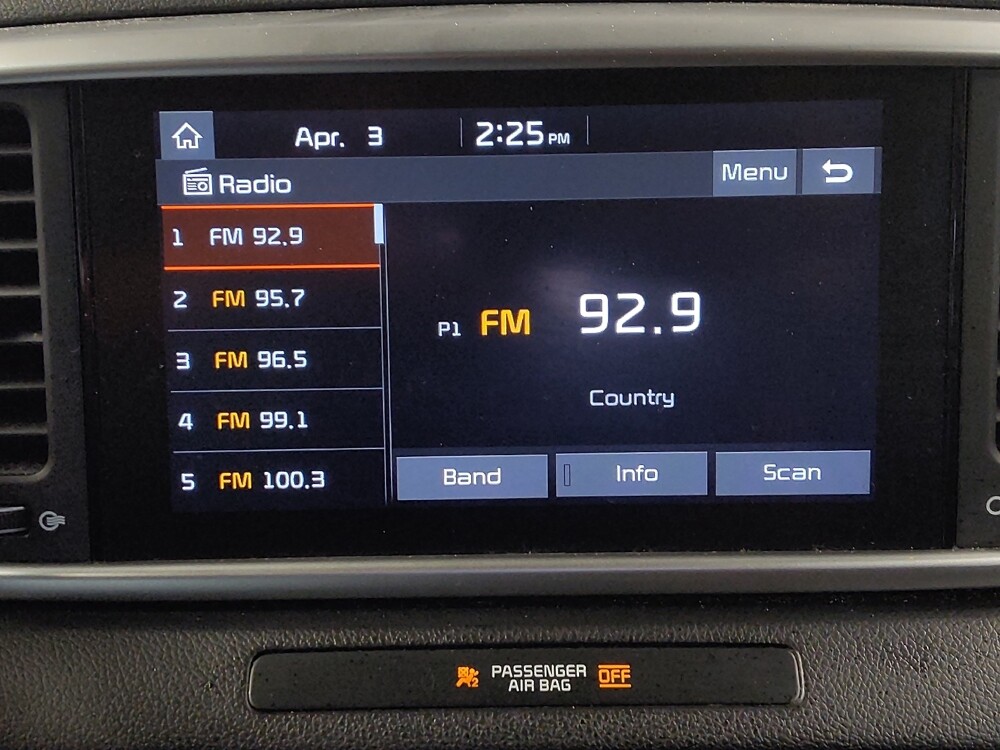 Apr. 3 2:25 PM
Radio
Menu
1 FM 92.9
2 FM 95.7
3 FM 96.5
4 FM 99.1
5 FM 100.3
P1 FM 92.9
Country
Band
Info
Scan
PASSENGER
AIR BAG
OFF
2